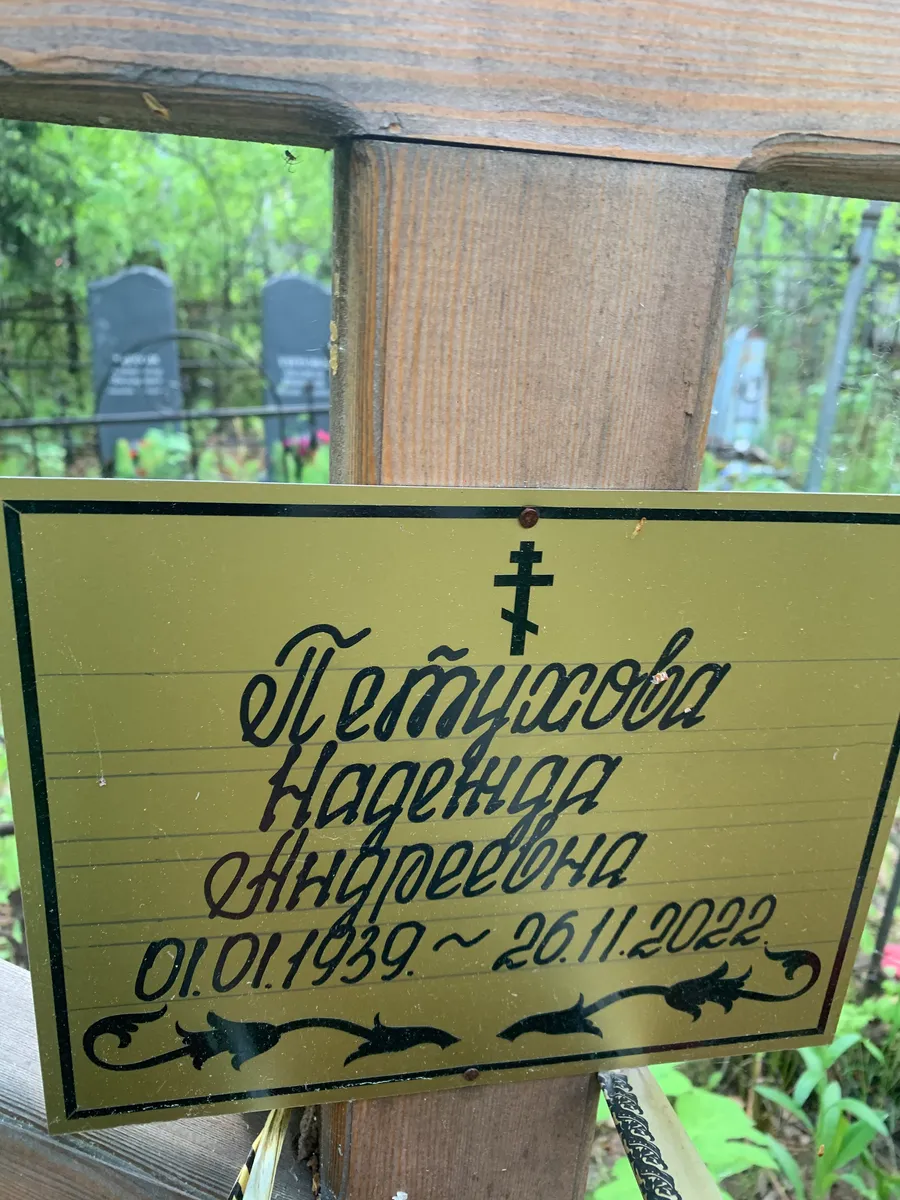 Петухова
Надежда
Андреевна
01.01.1939. ~ 26.11.2022.